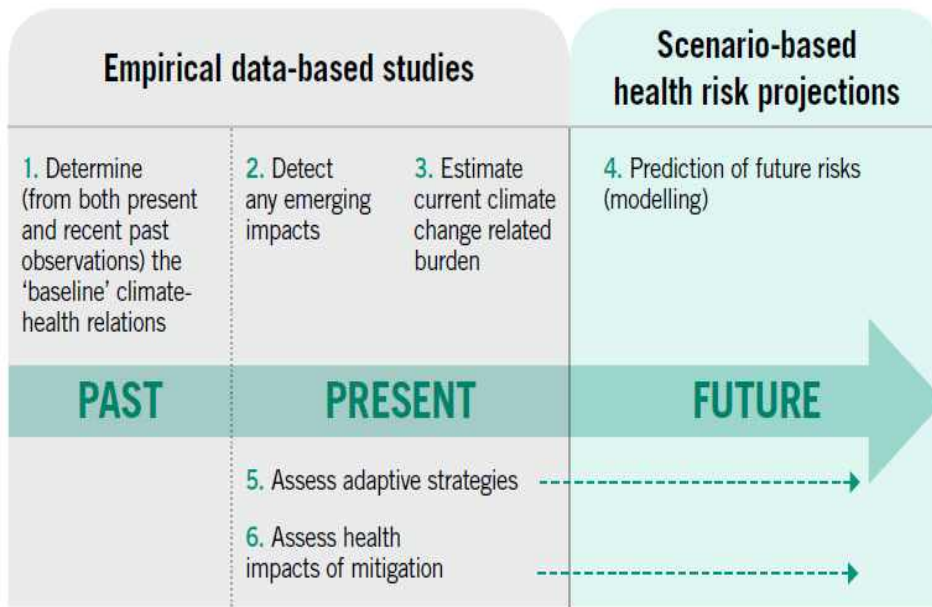 Empirical data-based studies
Scenario-based
health risk projections
1. Determine
(from both present
and recent past
observations) the
‘baseline’ climate-
health relations
2. Detect
any emerging
impacts
3. Estimate
current climate
change related
burden
4. Prediction of future risks
(modelling)
PAST
PRESENT
FUTURE
5. Assess adaptive strategies
6. Assess health
impacts of mitigation